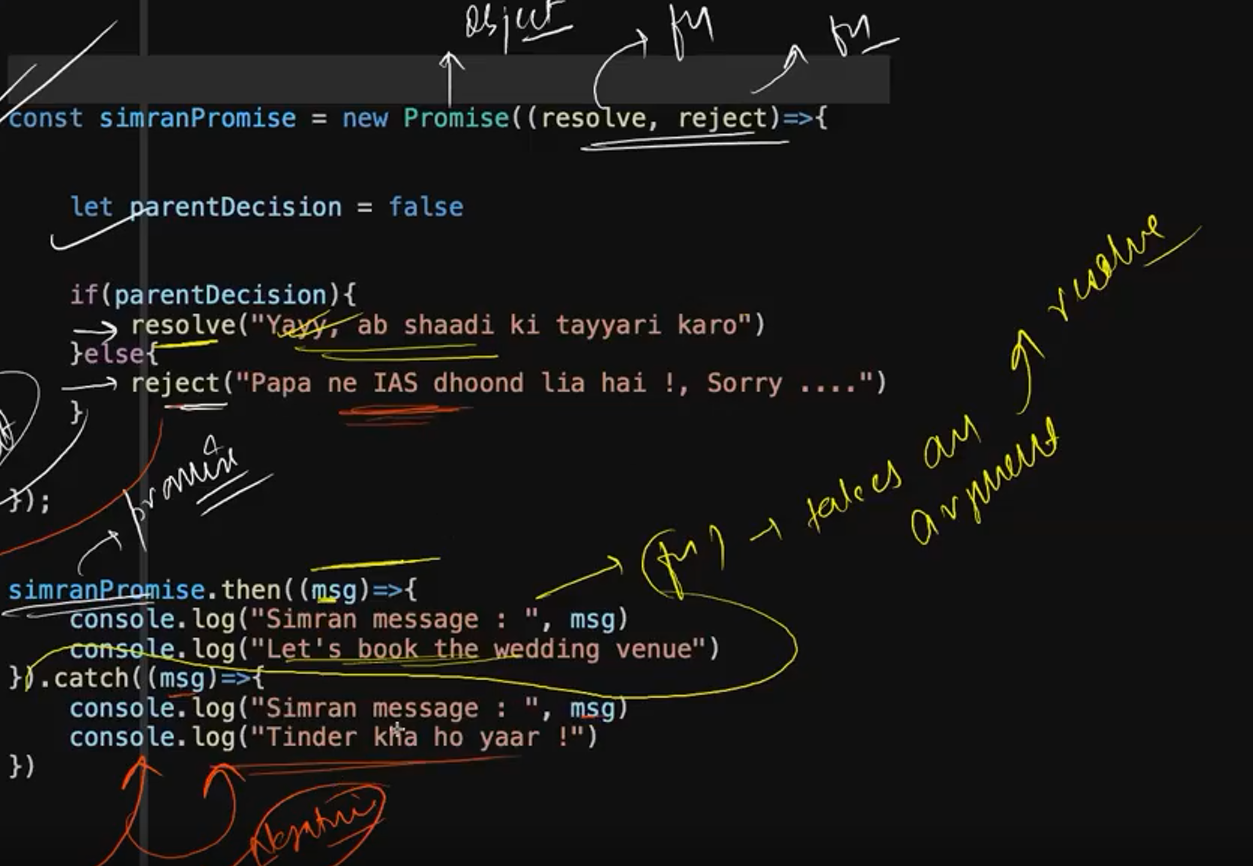 object fn fn
const simranPromise = new Promise((resolve, reject)=>{
let parentDecision = false
resolve
if(parentDecision){
resolve("Yayy, ab shaadi ki tayyari karo")
}else{
reject("Papa ne IAS dhoond lia hai !, Sorry ....")
}
promise
takes an
argument
});
(fn)
simranPromise.then((msg)=>{
console.log("Simran message : ", msg)
console.log("Let's book the wedding venue")
}).catch((msg)=>{
console.log("Simran message : ", msg)
console.log("Tinder kha ho yaar !")
})